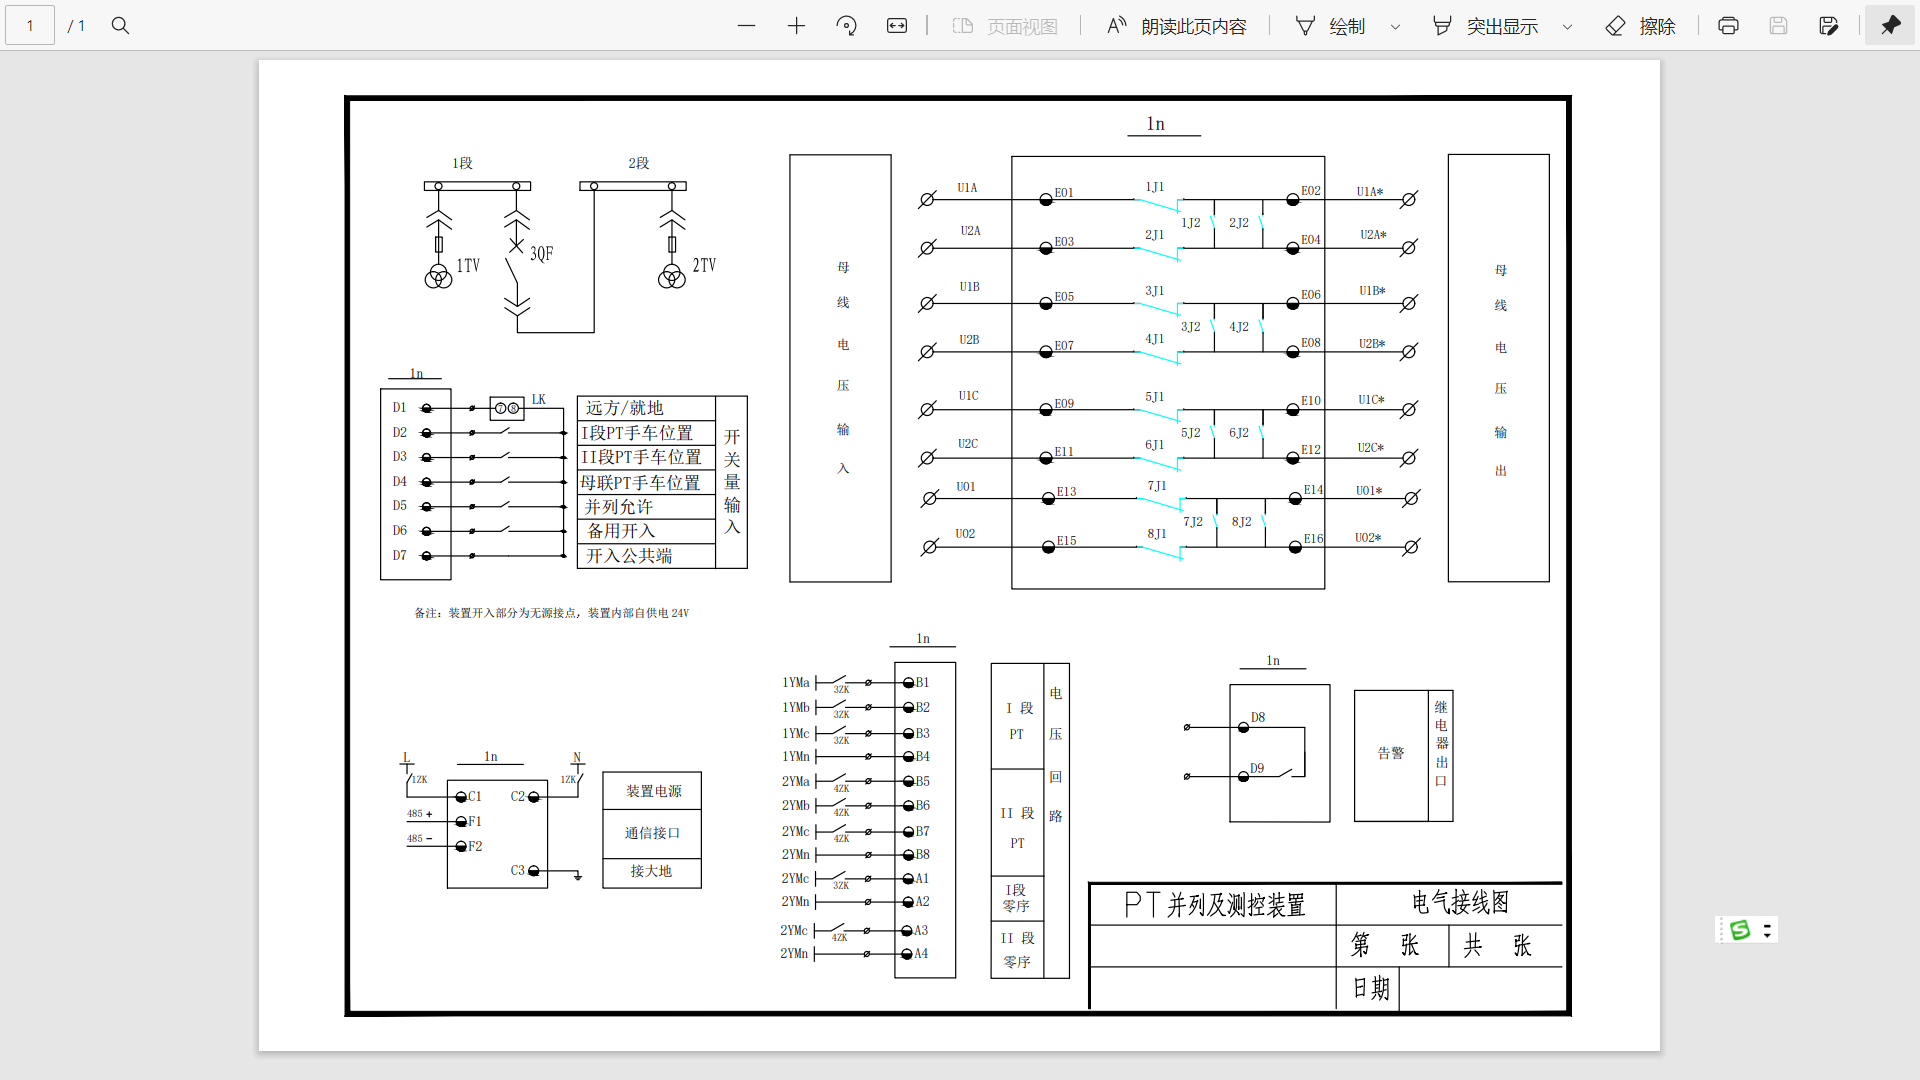 1
/ 1
页面视图
朗读此页内容
绘制
突出显示
擦除
1段
2段
1TV
3QF
2TV
1n
母线电压输入
U1A
E01
1J1
E02
U1A*
1J2
2J2
U2A
E03
2J1
E04
U2A*
U1B
E05
3J1
E06
U1B*
3J2
4J2
U2B
E07
4J1
E08
U2B*
U1C
E09
5J1
E10
U1C*
5J2
6J2
U2C
E11
6J1
E12
U2C*
U01
E13
7J1
E14
U01*
7J2
8J2
U02
E15
8J1
E16
U02*
母线电压输出
1n
D1
7
8
LK
远方/就地
D2
I段PT手车位置
D3
II段PT手车位置
D4
母联PT手车位置
D5
并列允许
D6
备用开入
D7
开入公共端
开关量输入
备注：装置开入部分为无源接点，装置内部自供电24V
L
1n
N
1ZK
1ZK
C1
C2
485 +
F1
485 -
F2
C3
装置电源
通信接口
接大地
1n
1YMa
3ZK
B1
1YMb
3ZK
B2
1YMc
3ZK
B3
1YMn
B4
2YMa
4ZK
B5
2YMb
4ZK
B6
2YMc
4ZK
B7
2YMn
B8
2YMc
3ZK
A1
2YMn
A2
2YMc
4ZK
A3
2YMn
A4
I 段
PT
II 段
PT
I段
零序
II 段
零序
电压回路
1n
D8
D9
告警
继电器出口
PT并列及测控装置
电气接线图
第 张
共 张
日期